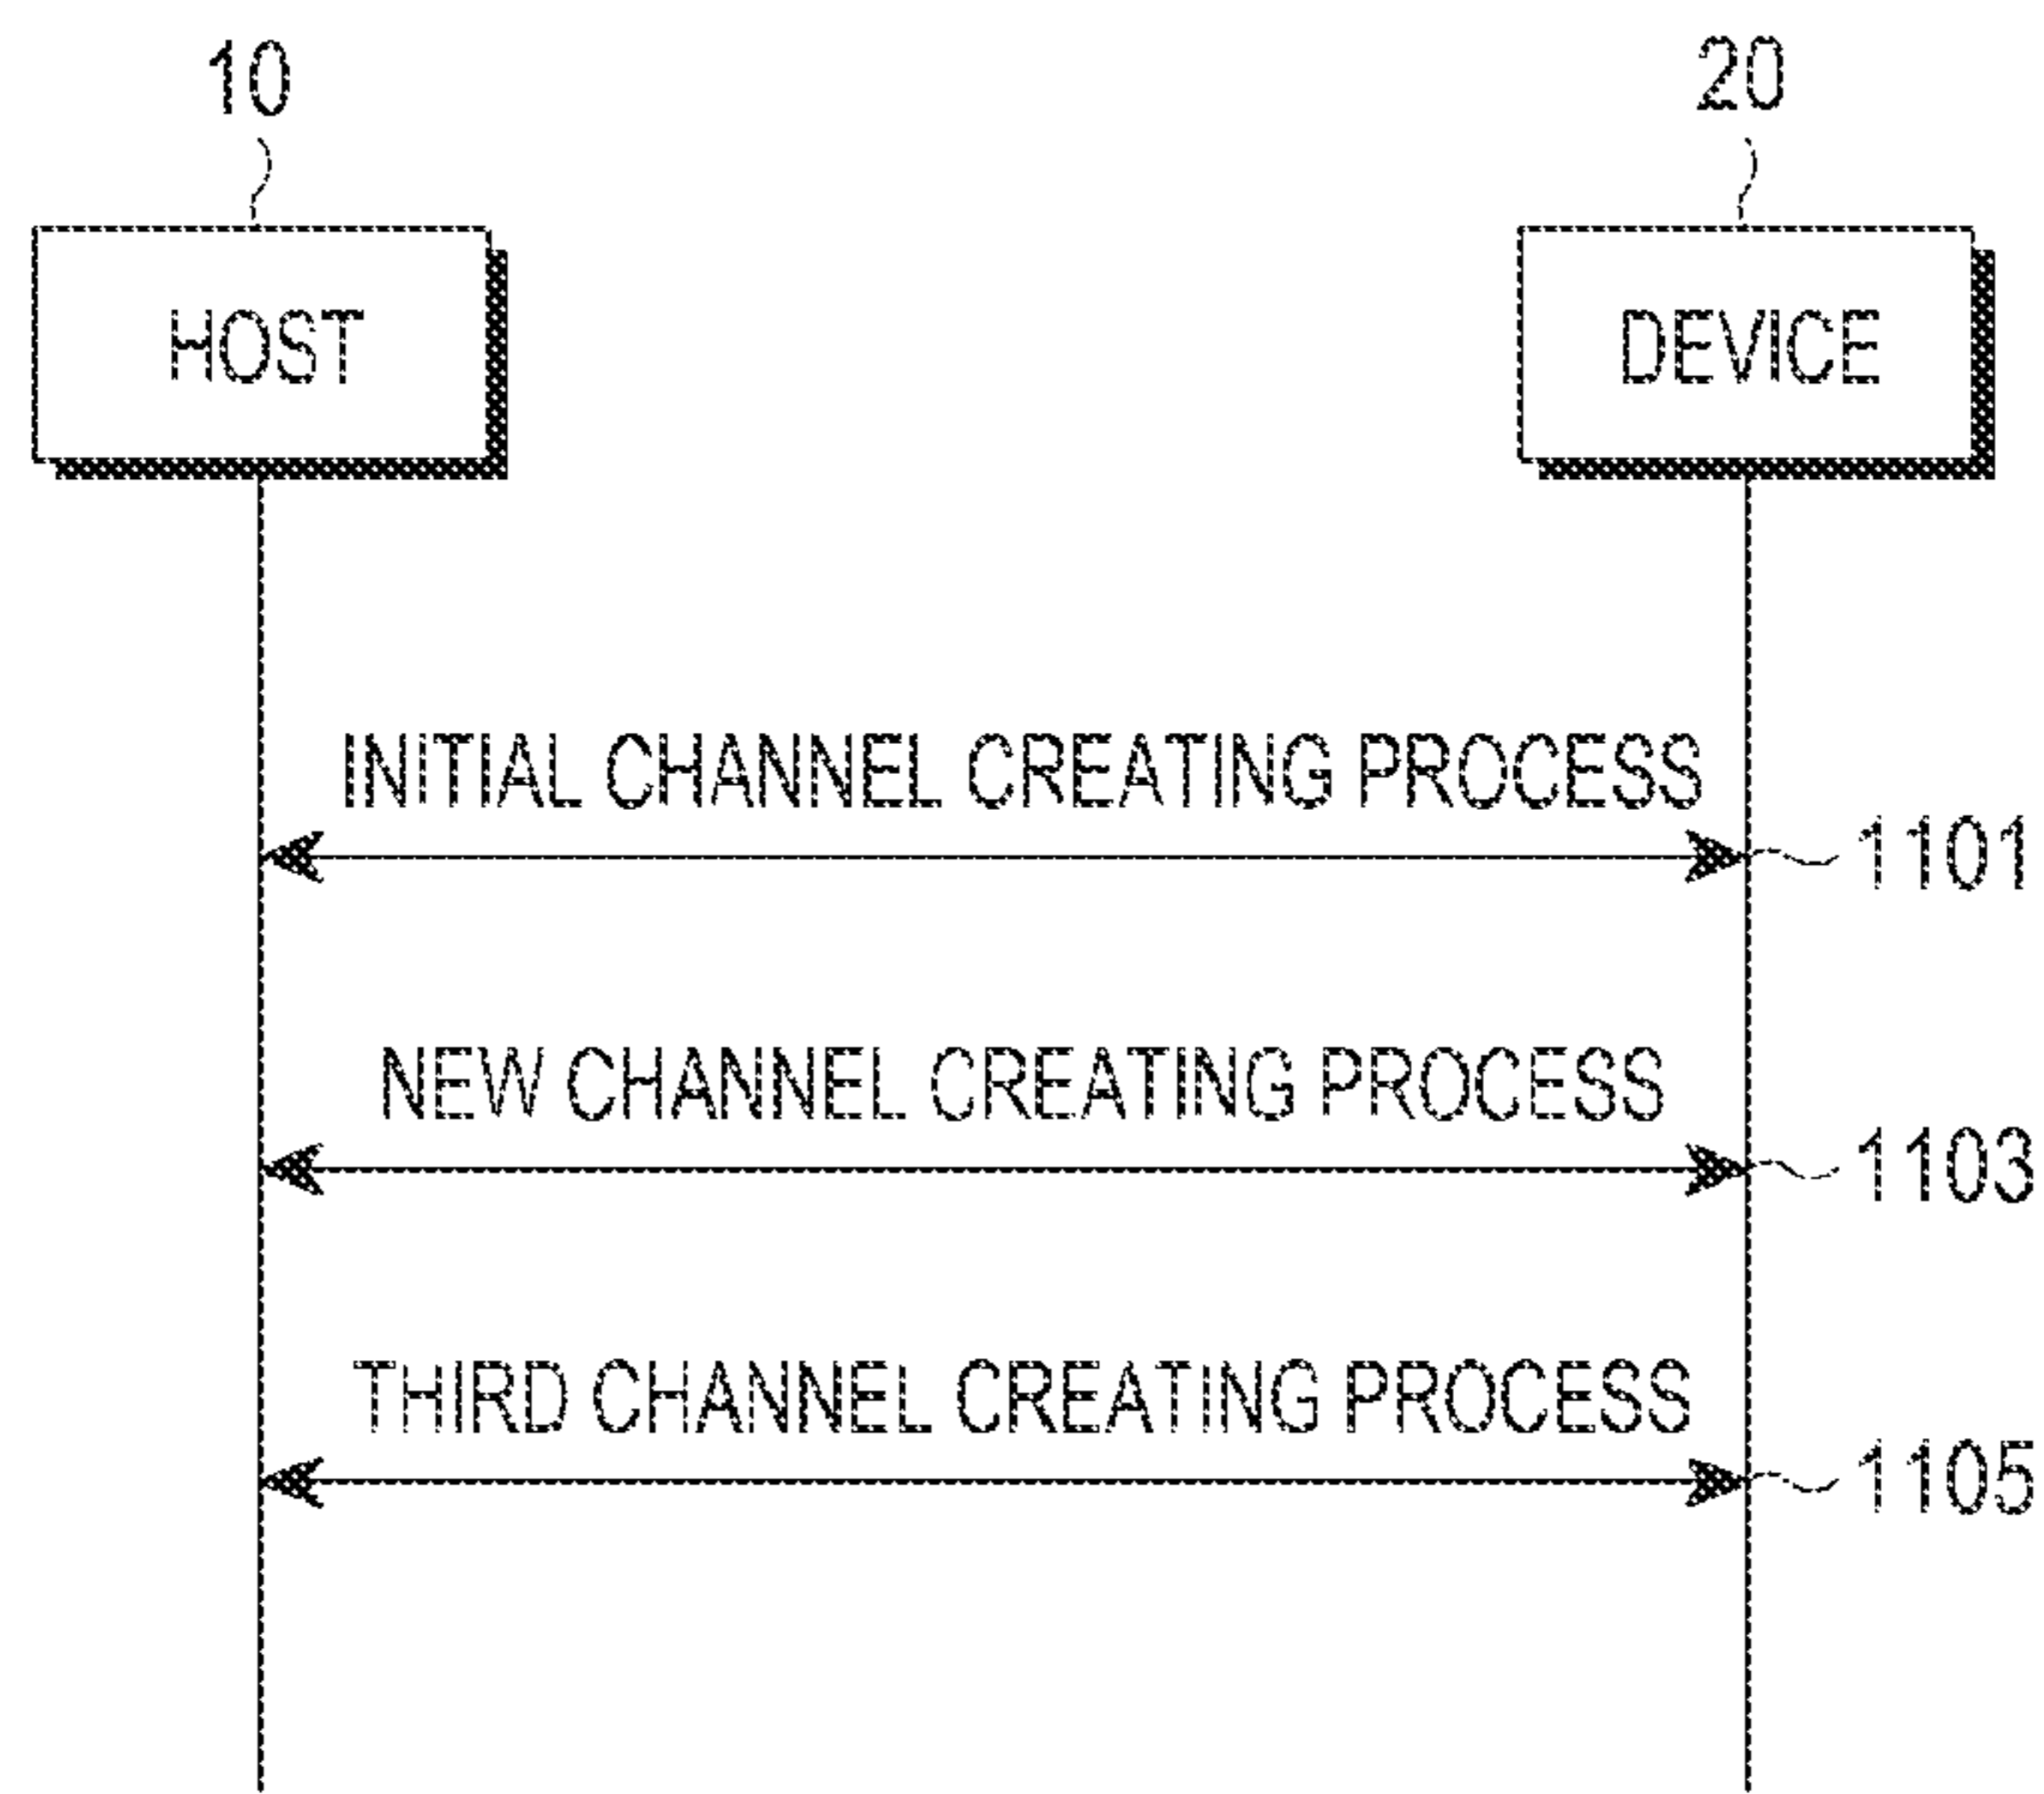 10
20
HOST
DEVICE
INITIAL CHANNEL CREATING PROCESS
1101
NEW CHANNEL CREATING PROCESS
1103
THIRD CHANNEL CREATING PROCESS
1105